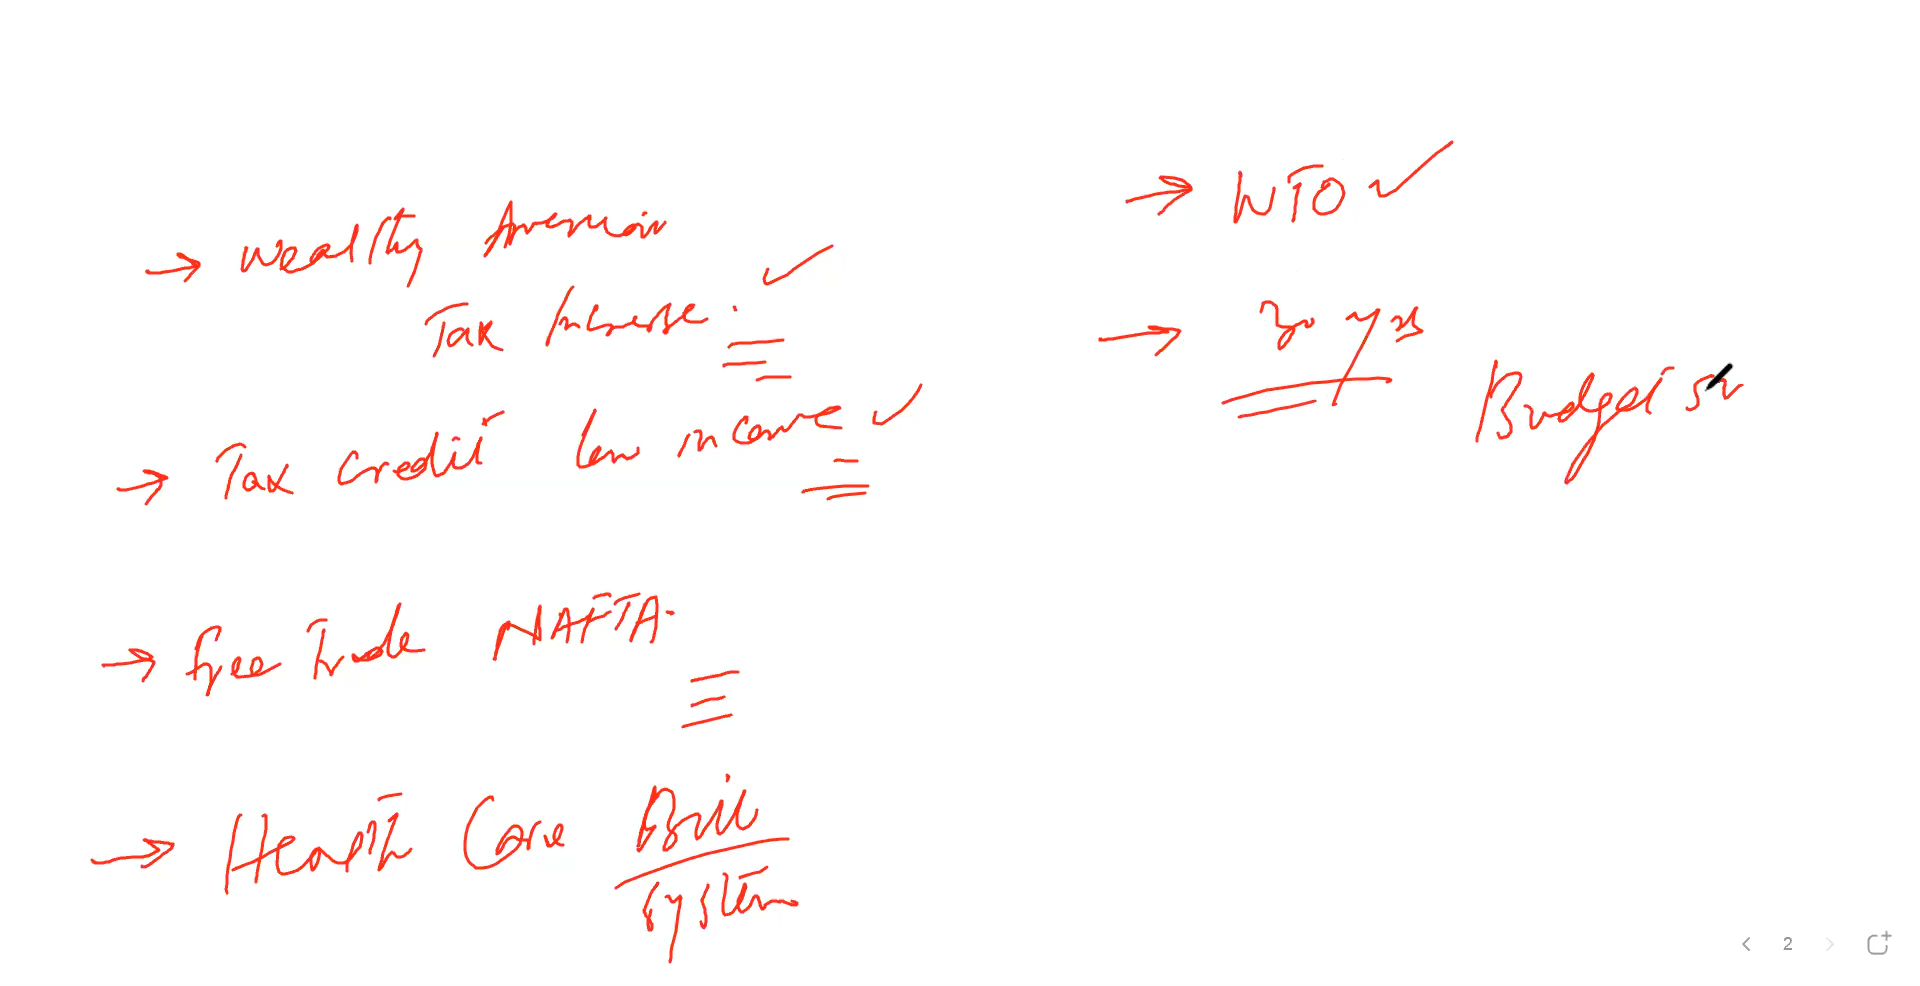 → Wealthy American
Tax Increase.
→ Tax Credit low income
→ free Trade NAFTA.
→ Health Care Bill
System
→ WTO
→ 30 yrs
Budget
2